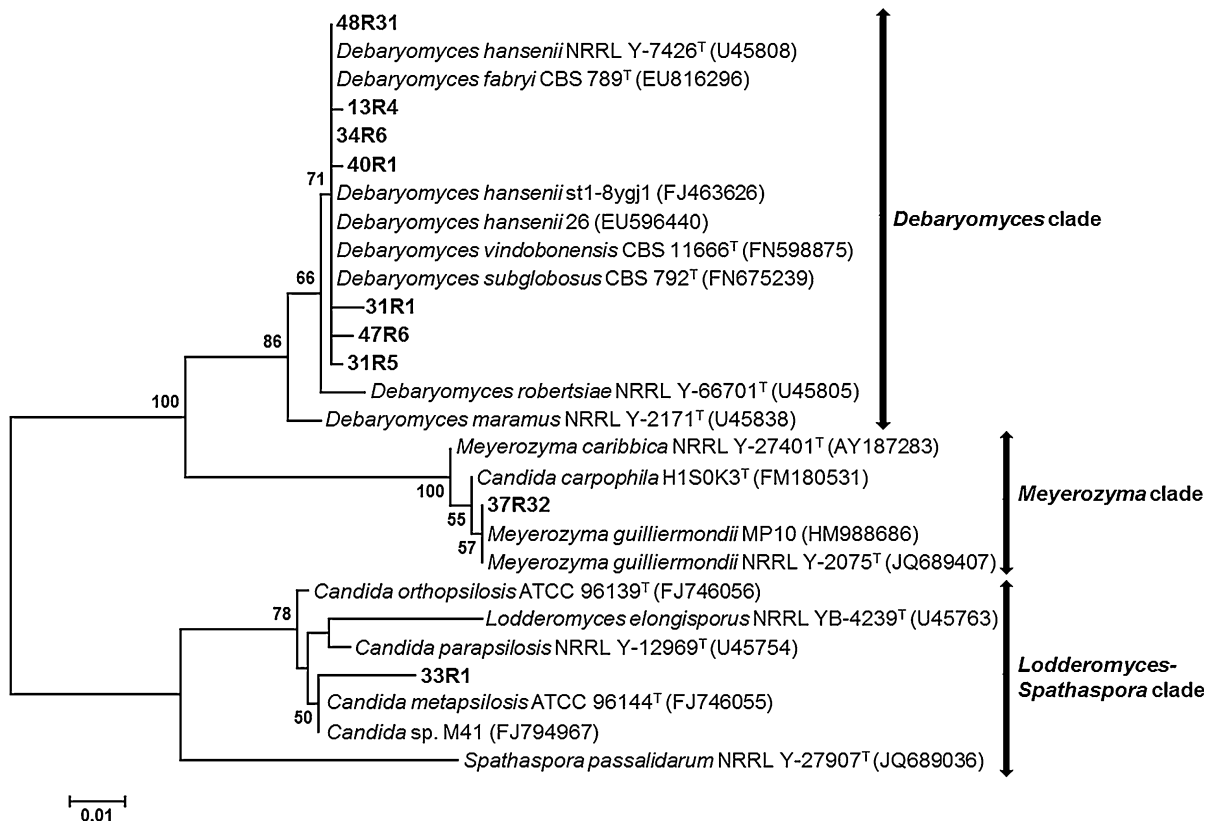 48R31
Debaryomyces hansenii NRRL Y-7426T (U45808)
Debaryomyces fabryi CBS 789T (EU816296)
13R4
34R6
40R1
71
Debaryomyces hansenii st1-8ygj1 (FJ463626)
Debaryomyces hansenii 26 (EU596440)
Debaryomyces clade
Debaryomyces vindobonensis CBS 11666T (FN598875)
Debaryomyces subglobosus CBS 792T (FN675239)
66
31R1
47R6
86
31R5
Debaryomyces robertsiae NRRL Y-66701T (U45805)
100
Debaryomyces maramus NRRL Y-2171T (U45838)
Meyerozyma caribbica NRRL Y-27401T (AY187283)
Candida carpophila H1S0K3T (FM180531)
100
Meyerozyma clade
37R32
55
Meyerozyma guilliermondii MP10 (HM988686)
57
Meyerozyma guilliermondii NRRL Y-2075T (JQ689407)
Candida orthopsilosis ATCC 96139T (FJ746056)
78
Lodderomyces elongisporus NRRL YB-4239T (U45763)
Candida parapsilosis NRRL Y-12969T (U45754)
Lodderomyces-
Spathaspora clade
33R1
Candida metapsilosis ATCC 96144T (FJ746055)
50
Candida sp. M41 (FJ794967)
Spathaspora passalidarum NRRL Y-27907T (JQ689036)
0.01